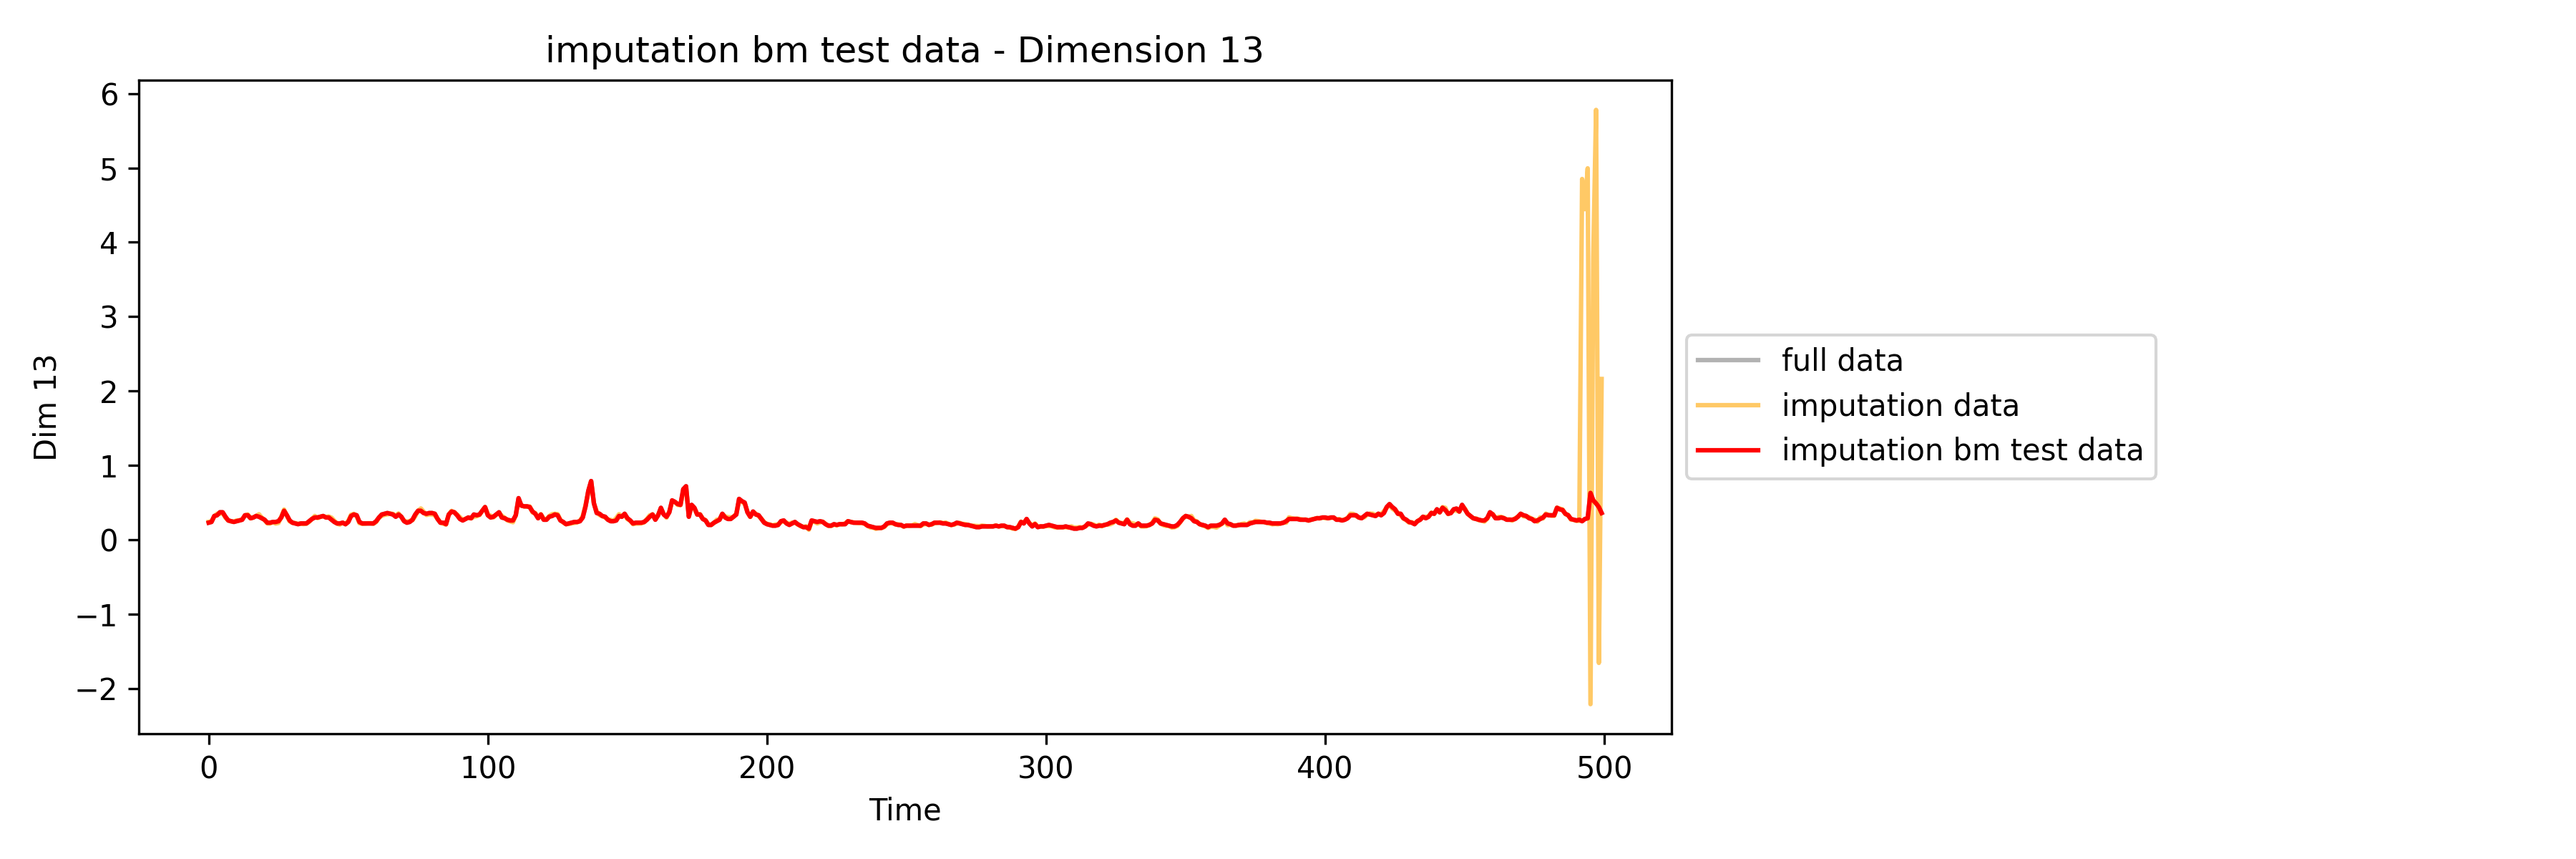 imputation bm test data - Dimension 13
6
5
4
3
2
1
0
−1
−2
Dim 13
0 100 200 300 400 500
Time
full data
imputation data
imputation bm test data